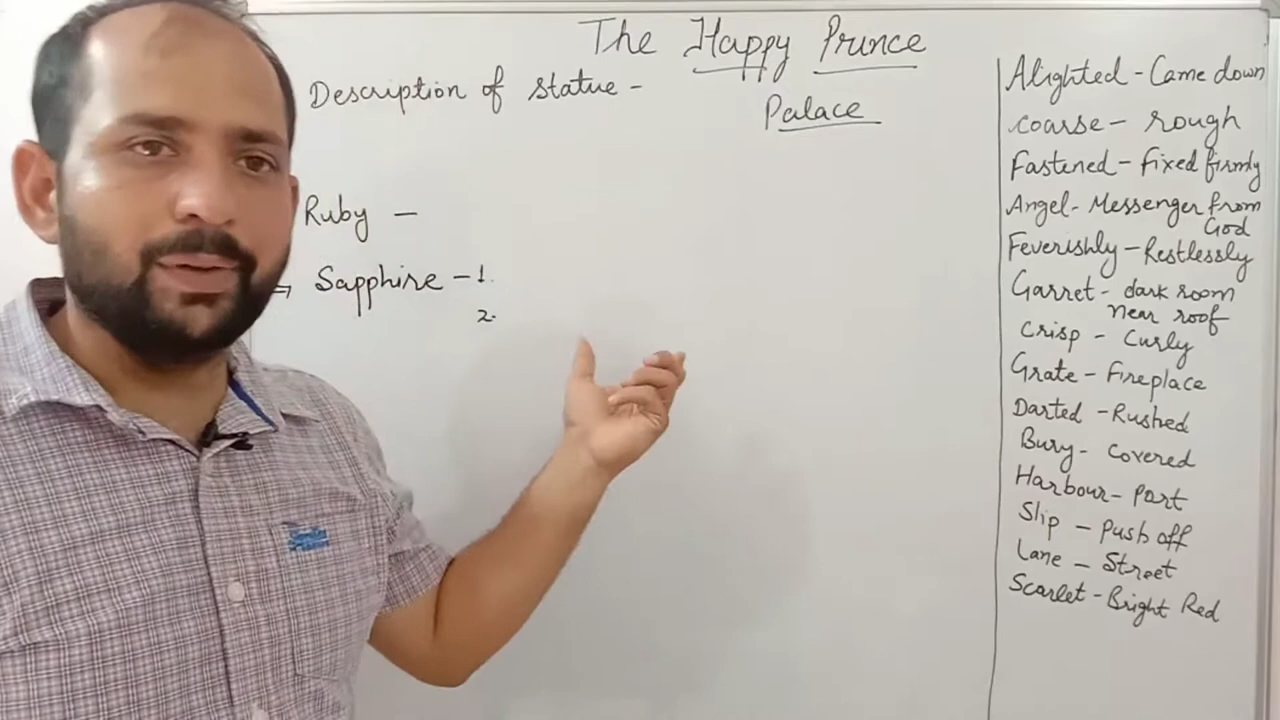 The Happy Prince
Description of statue -
Palace
Ruby -
⇒ Sapphire - 1.
2.
Alighted - Came down
Coarse - rough
Fastened - fixed firmly
Angel - Messenger from
God
Feverishly - Restlessly
Garret - dark room
near roof
Crisp - Curly
Grate - Fireplace
Darted - Rushed
Bury - Covered
Harbour - Port
Slip - Push off
Lane - Street
Scarlet - Bright Red